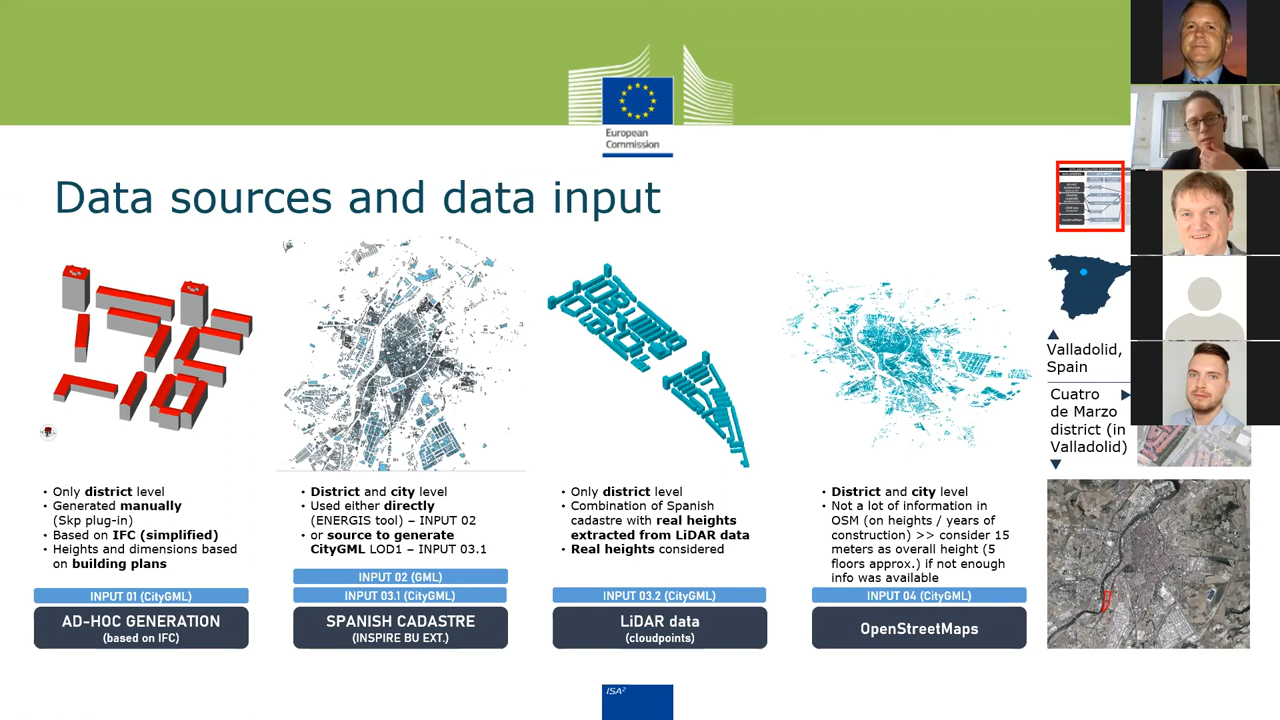 European
Commission
Data sources and data input
• Only district level
• Generated manually
(Skp plug-in)
• Based on IFC (simplified)
• Heights and dimensions based
on building plans
INPUT 01 (CityGML)
AD-HOC GENERATION
(based on IFC)
• District and city level
• Used either directly
(ENERGIS tool) – INPUT 02
• or source to generate
CityGML LOD1 – INPUT 03.1
INPUT 02 (GML)
INPUT 03.1 (CityGML)
SPANISH CADASTRE
(INSPIRE BU EXT.)
• Only district level
• Combination of Spanish
cadastre with real heights
extracted from LiDAR data
• Real heights considered
INPUT 03.2 (CityGML)
LiDAR data
(cloudpoints)
• District and city level
• Not a lot of information in
OSM (on heights / years of
construction) >> consider 15
meters as overall height (5
floors approx.) if not enough
info was available
INPUT 04 (CityGML)
OpenStreetMaps
Valladolid,
Spain
Cuatro
de Marzo
district (in
Valladolid)
ISA²